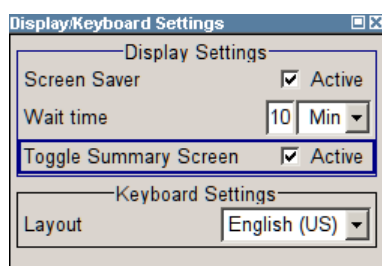 Display/Keyboard Settings
Display Settings
Screen Saver Active
Wait time 10 Min
Toggle Summary Screen Active
Keyboard Settings
Layout English (US)